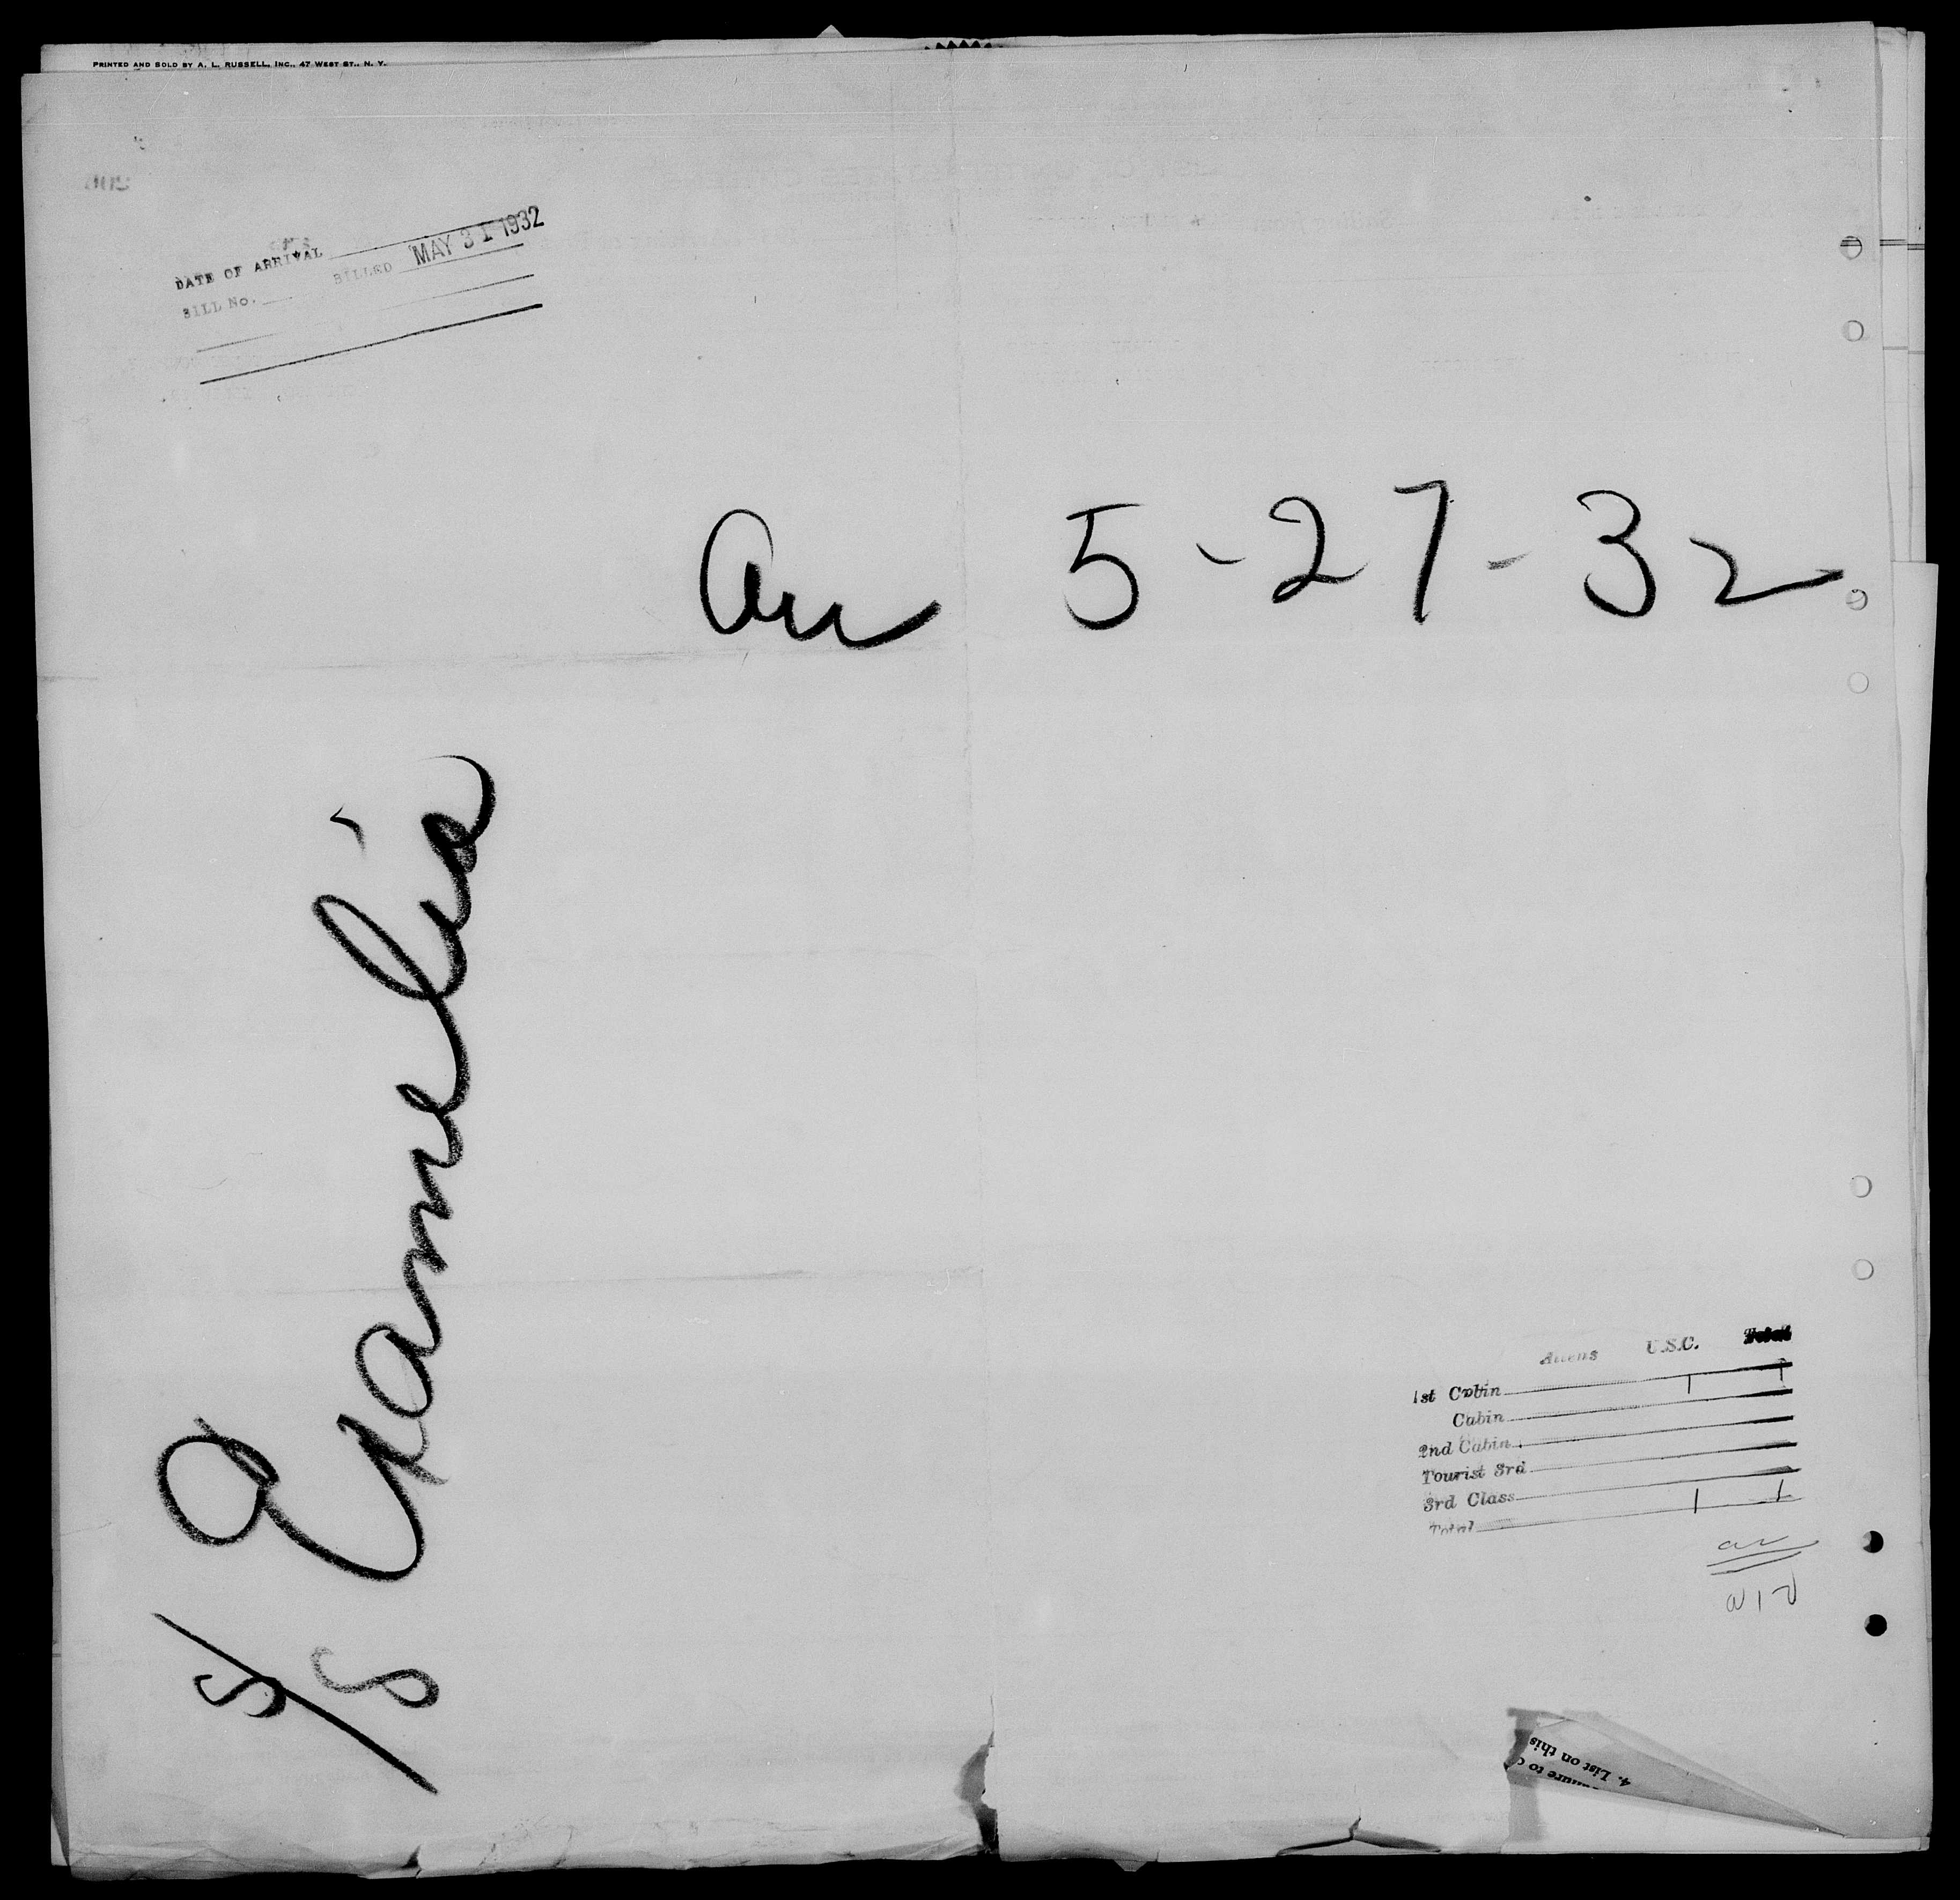 PRINTED AND SOLD BY A. L. RUSSELL, INC., 47 WEST ST., N. Y.
DATE OF ARRIVAL
BILL No. BILLED MAY 31 1932
Arr 5-27-32
S/S Examelia
Aliens U.S.C. Total
1st Cabin 1 1
Cabin
2nd Cabin
Tourist 3rd
3rd Class
Total 1 1
4. List on this